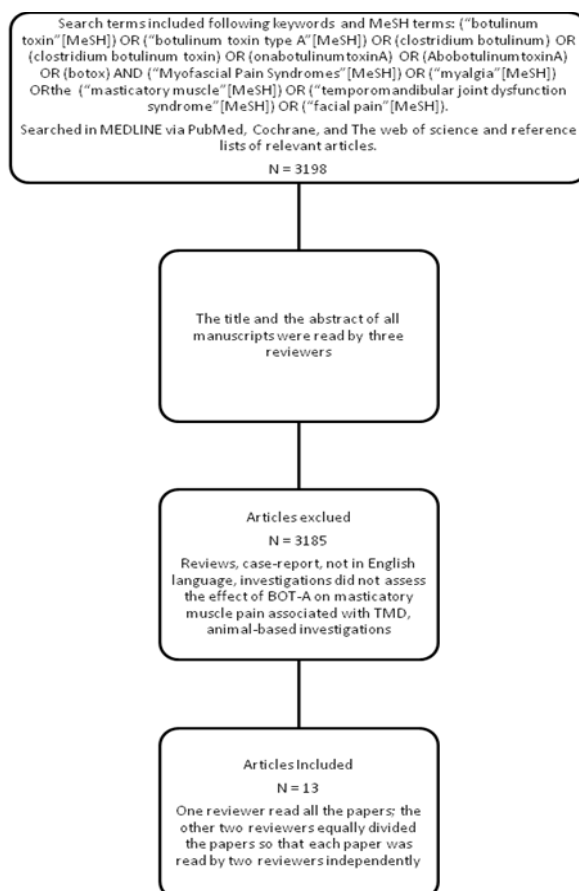 Search terms included following keywords and MeSH terms: {“botulinum
toxin”[MeSH]} OR {“botulinum toxin type A”[MeSH]} OR {clostridium botulinum} OR
{clostridium botulinum toxin} OR {onabotulinumtoxinA} OR {AbobotulinumtoxinA}
OR {botox} AND {“Myofascial Pain Syndromes”[MeSH]} OR {“myalgia”[MeSH]}
ORthe {“masticatory muscle”[MeSH]} OR {“temporomandibular joint dysfunction
syndrome”[MeSH]} OR {“facial pain”[MeSH]}.
Searched in MEDLINE via PubMed, Cochrane, and The web of science and reference
lists of relevant articles.
N = 3198
The title and the abstract of all
manuscripts were read by three
reviewers
Articles exclued
N = 3185
Reviews, case-report, not in English
language, investigations did not assess
the effect of BOT-A on masticatory
muscle pain associated with TMD,
animal-based investigations
Articles Included
N = 13
One reviewer read all the papers; the
other two reviewers equally divided
the papers so that each paper was
read by two reviewers independently